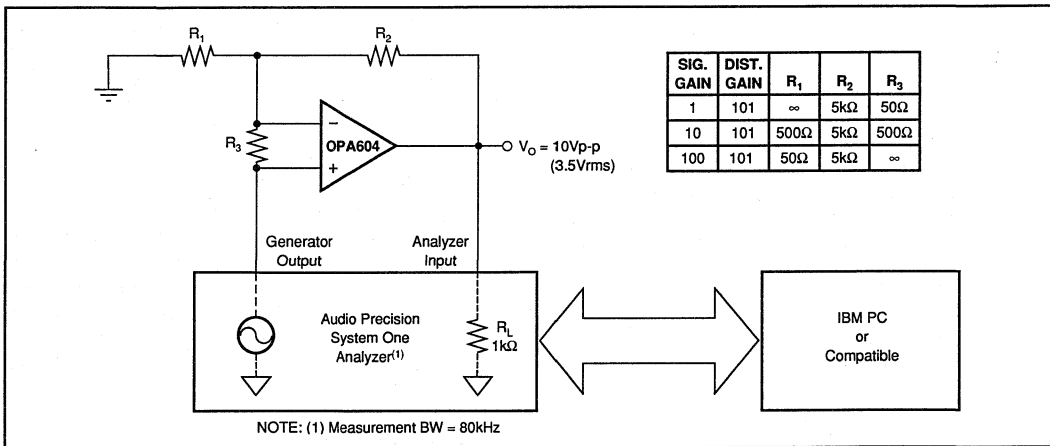 R1
R2
R3
−
+
OPA604
VO = 10Vp-p
(3.5Vrms)
SIG. GAIN DIST. GAIN R1 R2 R3
1 101 ∞ 5kΩ 50Ω
10 101 500Ω 5kΩ 500Ω
100 101 50Ω 5kΩ ∞
Generator
Output
Analyzer
Input
Audio Precision
System One
Analyzer(1)
RL
1kΩ
IBM PC
or
Compatible
NOTE: (1) Measurement BW = 80kHz